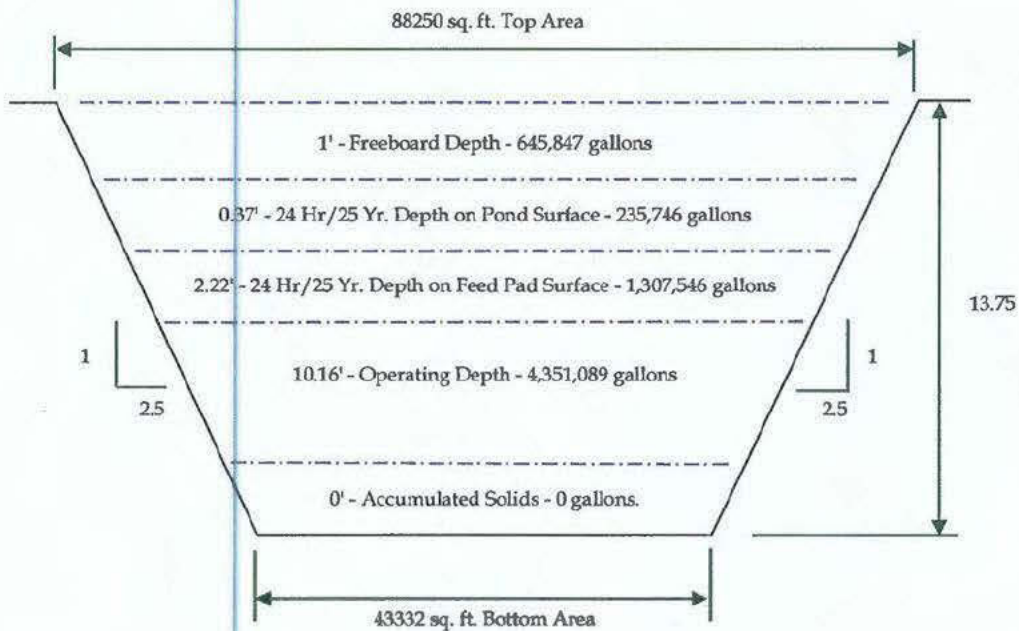 88250 sq. ft. Top Area
1' - Freeboard Depth - 645,847 gallons
0.37' - 24 Hr/25 Yr. Depth on Pond Surface - 235,746 gallons
2.22' - 24 Hr/25 Yr. Depth on Feed Pad Surface - 1,307,546 gallons
13.75
1
1
10.16' - Operating Depth - 4,351,089 gallons
2.5
2.5
0' - Accumulated Solids - 0 gallons.
43332 sq. ft. Bottom Area